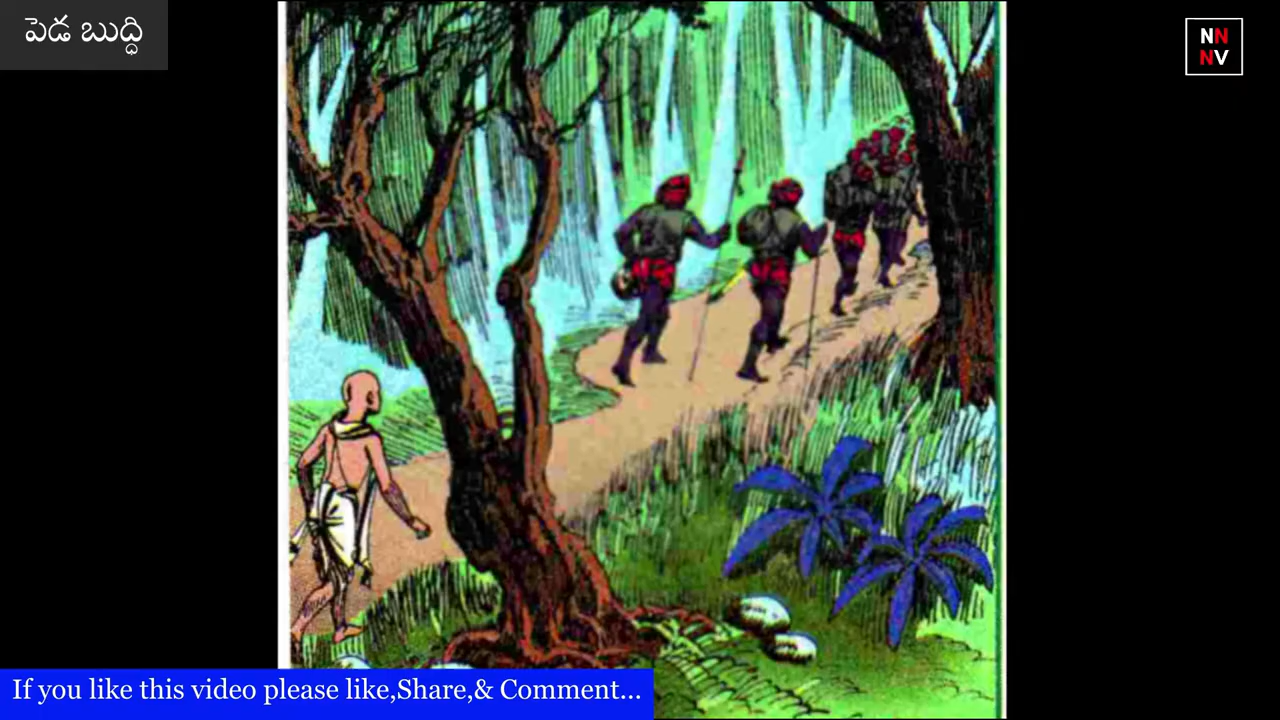 పెడ బుద్ధి
NN
NV
If you like this video please like,Share,& Comment...